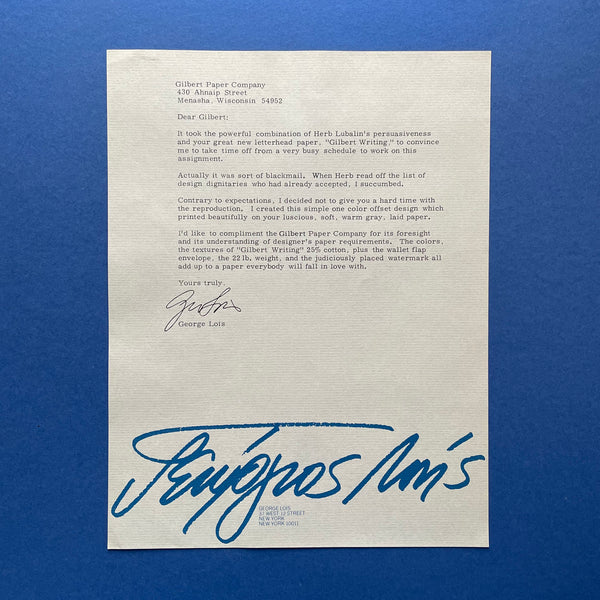 Gilbert Paper Company
430 Ahnaip Street
Menasha, Wisconsin 54952
Dear Gilbert:
It took the powerful combination of Herb Lubalin's persuasiveness
and your great new letterhead paper, "Gilbert Writing," to convince
me to take time off from a very busy schedule to work on this
assignment.
Actually it was sort of blackmail. When Herb read off the list of
design dignitaries who had already accepted, I succumbed.
Contrary to expectations, I decided not to give you a hard time with
the reproduction. I created this simple one color offset design which
printed beautifully on your luscious, soft, warm gray, laid paper.
I'd like to compliment the Gilbert Paper Company for its foresight
and its understanding of designer's paper requirements. The colors,
the textures of "Gilbert Writing" 25% cotton, plus the wallet flap
envelope, the 22 lb. weight, and the judiciously placed watermark all
add up to a paper everybody will fall in love with.
Yours truly,
George Lois
GEORGE LOIS
37 WEST 12 STREET
NEW YORK
NEW YORK 10011